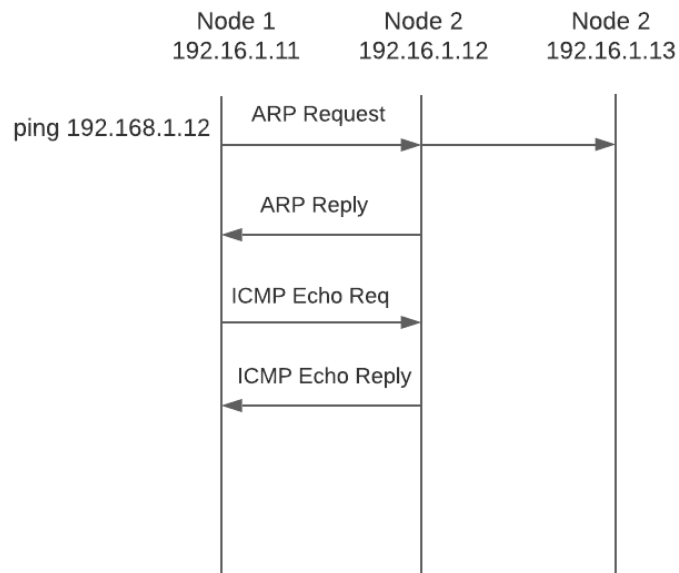 Node 1
192.16.1.11
Node 2
192.16.1.12
Node 2
192.16.1.13
ping 192.168.1.12
ARP Request
ARP Reply
ICMP Echo Req
ICMP Echo Reply